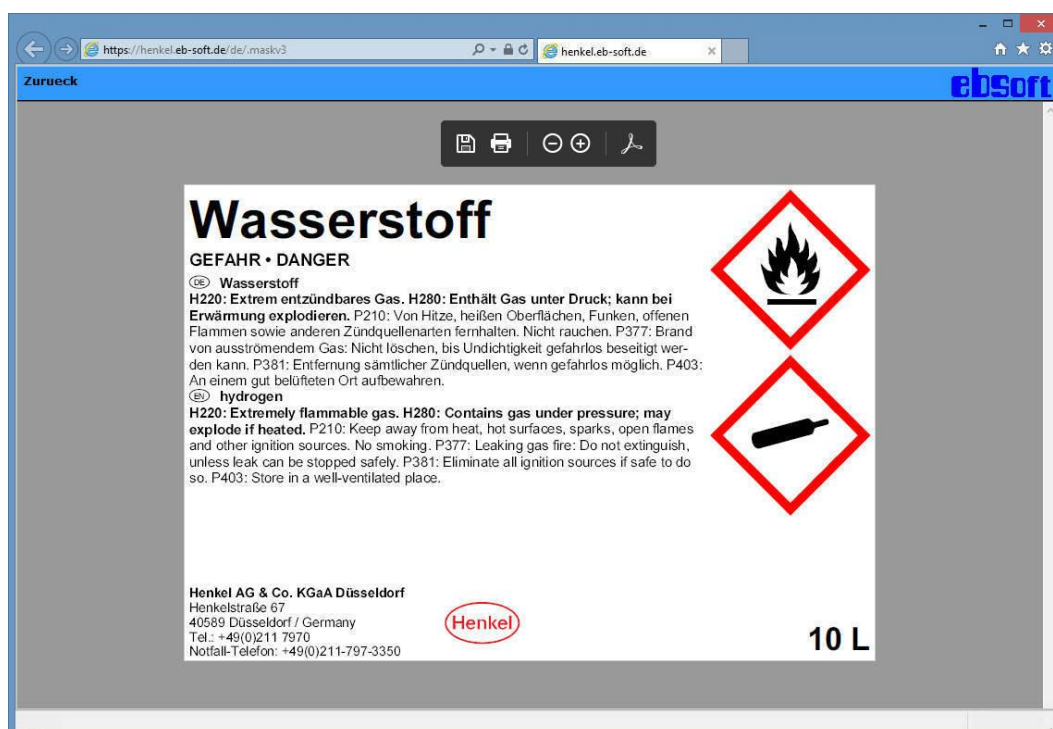 https://henkel.eb-soft.de/de/.maskv3
henkel.eb-soft.de
Zurueck
ebsoft
Wasserstoff
GEFAHR • DANGER
DE Wasserstoff
H220: Extrem entzündbares Gas. H280: Enthält Gas unter Druck; kann bei
Erwärmung explodieren. P210: Von Hitze, heißen Oberflächen, Funken, offenen
Flammen sowie anderen Zündquellenarten fernhalten. Nicht rauchen. P377: Brand
von ausströmendem Gas: Nicht löschen, bis Undichtigkeit gefahrlos beseitigt wer-
den kann. P381: Entfernung sämtlicher Zündquellen, wenn gefahrlos möglich. P403:
An einem gut belüfteten Ort aufbewahren.
EN hydrogen
H220: Extremely flammable gas. H280: Contains gas under pressure; may
explode if heated. P210: Keep away from heat, hot surfaces, sparks, open flames
and other ignition sources. No smoking. P377: Leaking gas fire: Do not extinguish,
unless leak can be stopped safely. P381: Eliminate all ignition sources if safe to do
so. P403: Store in a well-ventilated place.
Henkel AG & Co. KGaA Düsseldorf
Henkelstraße 67
40589 Düsseldorf / Germany
Tel.: +49(0)211 7970
Notfall-Telefon: +49(0)211-797-3350
Henkel
10 L